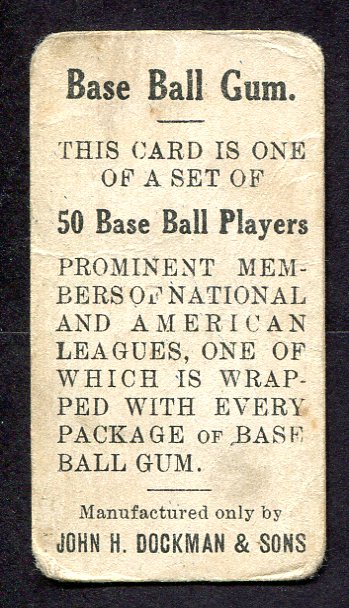 Base Ball Gum.
THIS CARD IS ONE
OF A SET OF
50 Base Ball Players
PROMINENT MEM-
BERS OF NATIONAL
AND AMERICAN
LEAGUES, ONE OF
WHICH IS WRAP-
PED WITH EVERY
PACKAGE OF BASE
BALL GUM.
Manufactured only by
JOHN H. DOCKMAN & SONS